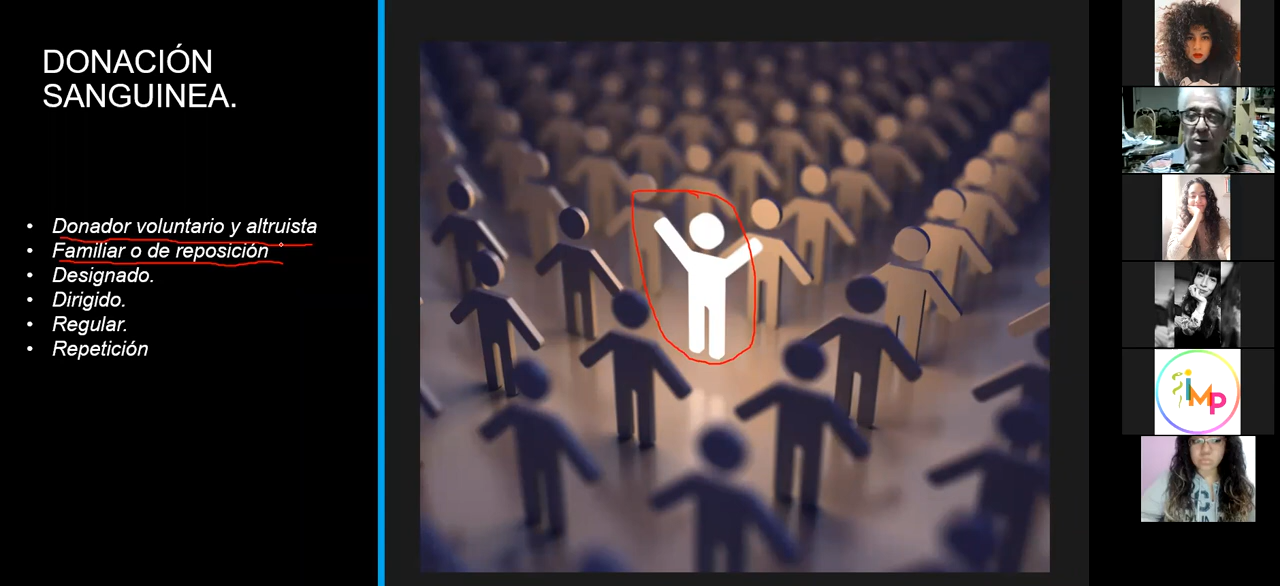 DONACIÓN
SANGUINEA.
• Donador voluntario y altruista
• Familiar o de reposición
• Designado.
• Dirigido.
• Regular.
• Repetición
iMp